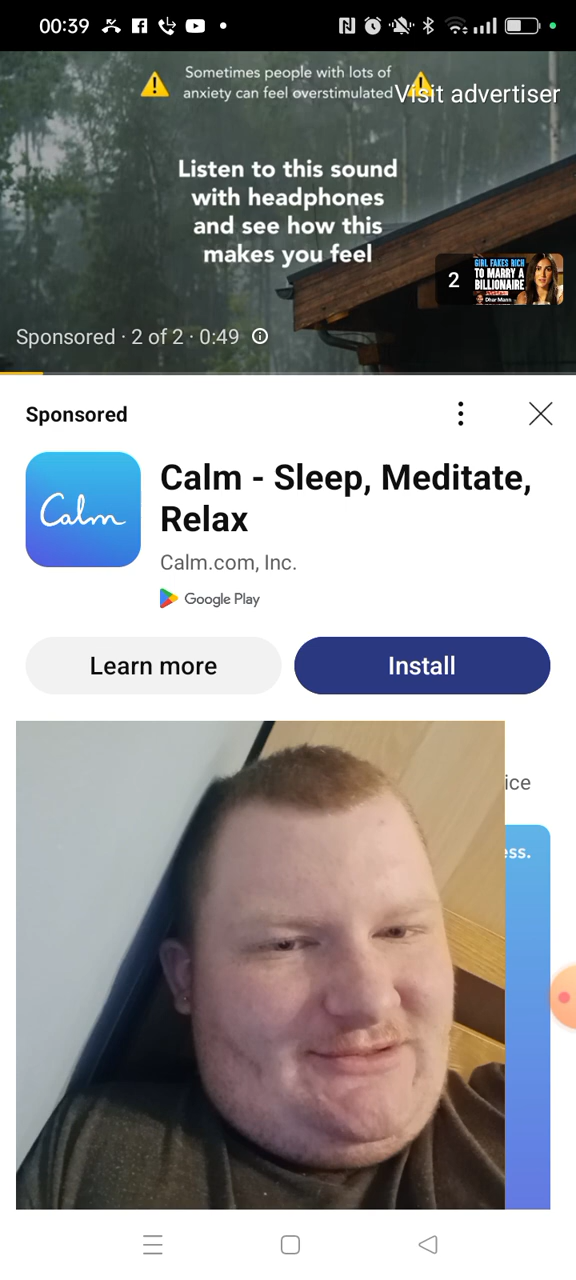 00:39
Sometimes people with lots of
anxiety can feel overstimulated
Visit advertiser
Listen to this sound
with headphones
and see how this
makes you feel
2
GIRL FAKES RICH
TO MARRY A
BILLIONAIRE
Dhar Mann
Sponsored · 2 of 2 · 0:49
Sponsored
Calm
Calm - Sleep, Meditate,
Relax
Calm.com, Inc.
Google Play
Learn more
Install
ice
ess.